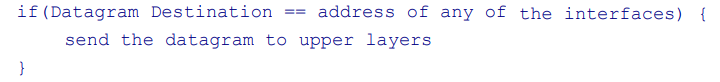 if(Datagram Destination == address of any of the interfaces) {
send the datagram to upper layers
}